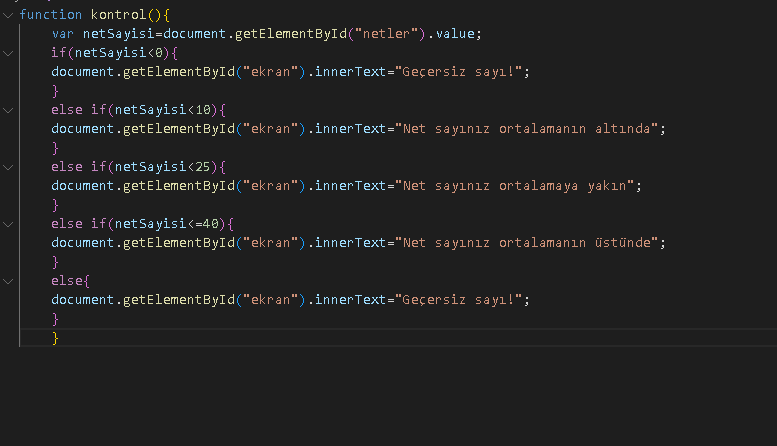 function kontrol(){
var netSayisi=document.getElementById("netler").value;
if(netSayisi<0){
document.getElementById("ekran").innerText="Geçersiz sayı!";
}
else if(netSayisi<10){
document.getElementById("ekran").innerText="Net sayınız ortalamanın altında";
}
else if(netSayisi<25){
document.getElementById("ekran").innerText="Net sayınız ortalamaya yakın";
}
else if(netSayisi<=40){
document.getElementById("ekran").innerText="Net sayınız ortalamanın üstünde";
}
else{
document.getElementById("ekran").innerText="Geçersiz sayı!";
}
}